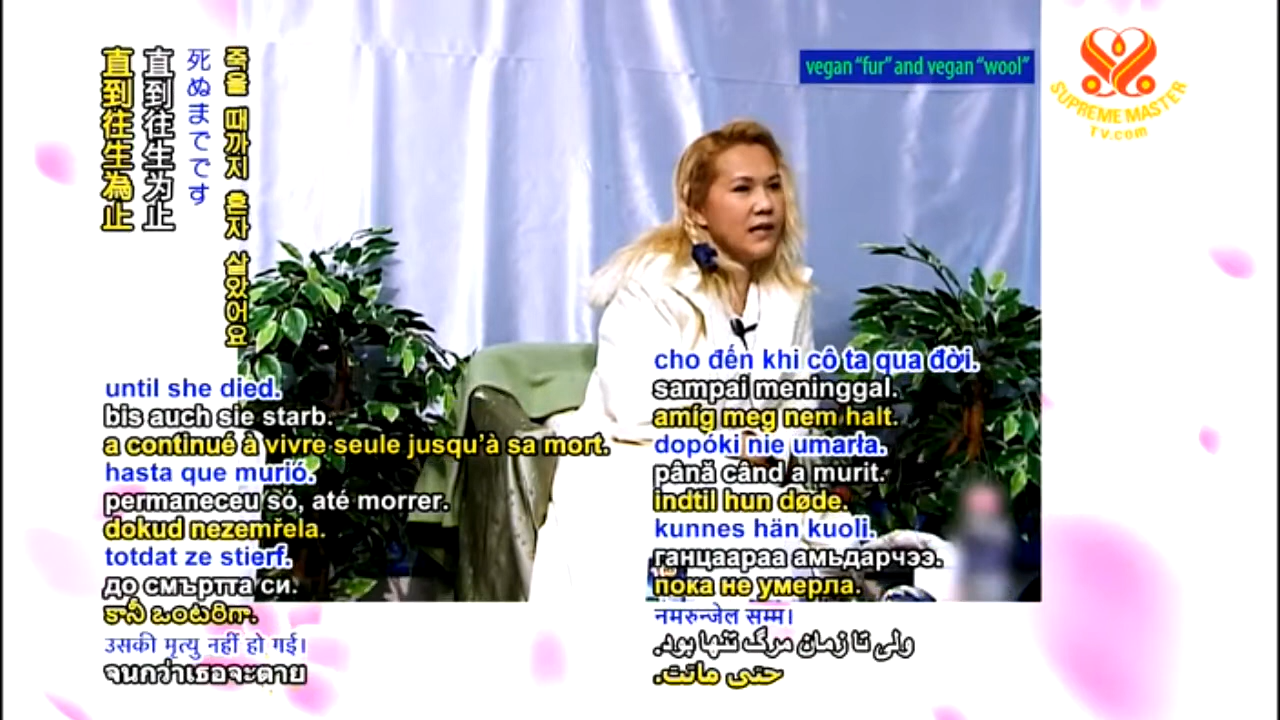 直到往生為止
直到往生为止
死ぬまでです
죽을 때까지 혼자 살았어요
vegan “fur” and vegan “wool”
SUPREME MASTER
TV.com
until she died.
bis auch sie starb.
a continué à vivre seule jusqu’à sa mort.
hasta que murió.
permaneceu só, até morrer.
dokud nezemřela.
totdat ze stierf.
до смъртта си.
కానీ ఒంటరిగా.
उसकी मृत्यु नहीं हो गई।
จนกว่าเธอจะตาย
cho đến khi cô ta qua đời.
sampai meninggal.
amíg meg nem halt.
dopóki nie umarła.
până când a murit.
indtil hun døde.
kunnes hän kuoli.
ганцаараа амьдарчээ.
пока не умерла.
नमरुन्जेल सम्म।
ولی تا زمان مرگ تنها بود.
حتى ماتت.